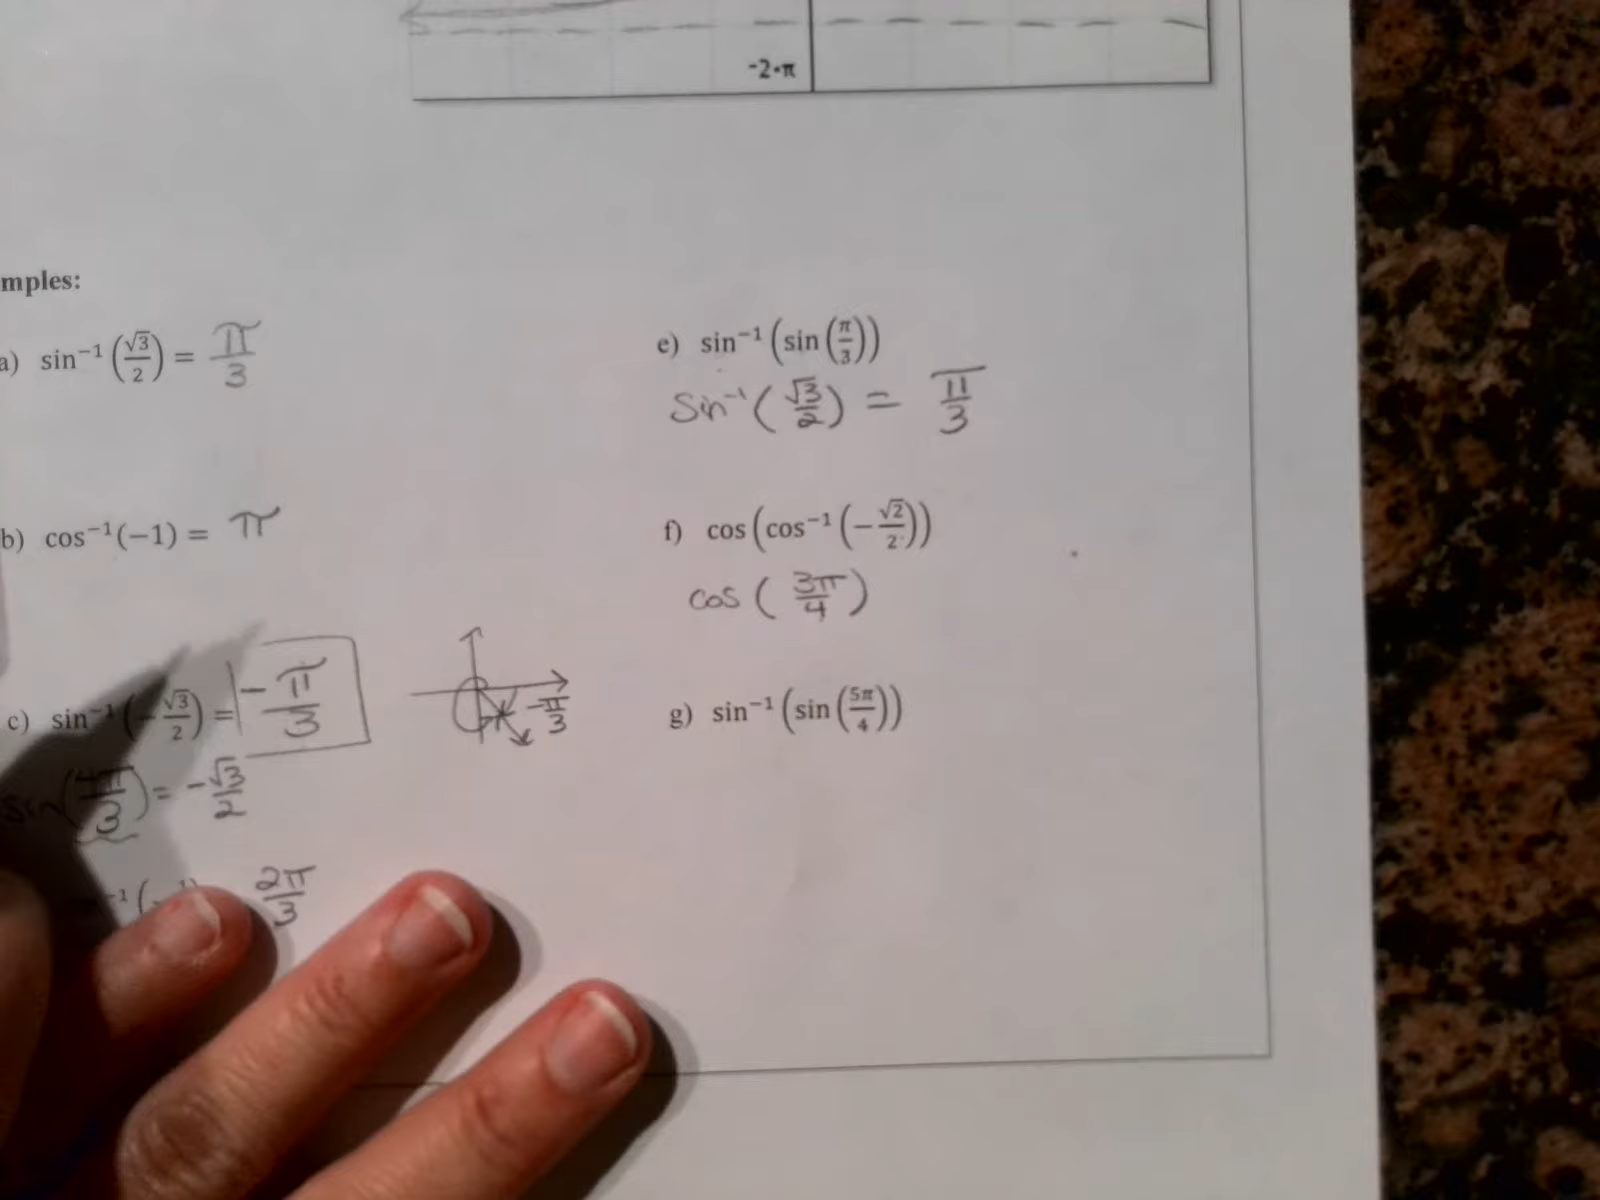 -2•π
mples:
a) sin⁻¹(√3/2) = π/3
b) cos⁻¹(−1) = π
c) sin⁻¹(−√3/2) = −π/3
−π/3
sin(4π/3) = −√3/2
2π/3
e) sin⁻¹(sin(π/3))
Sin⁻¹(√3/2) = π/3
f) cos(cos⁻¹(−√2/2))
cos(3π/4)
g) sin⁻¹(sin(5π/4))